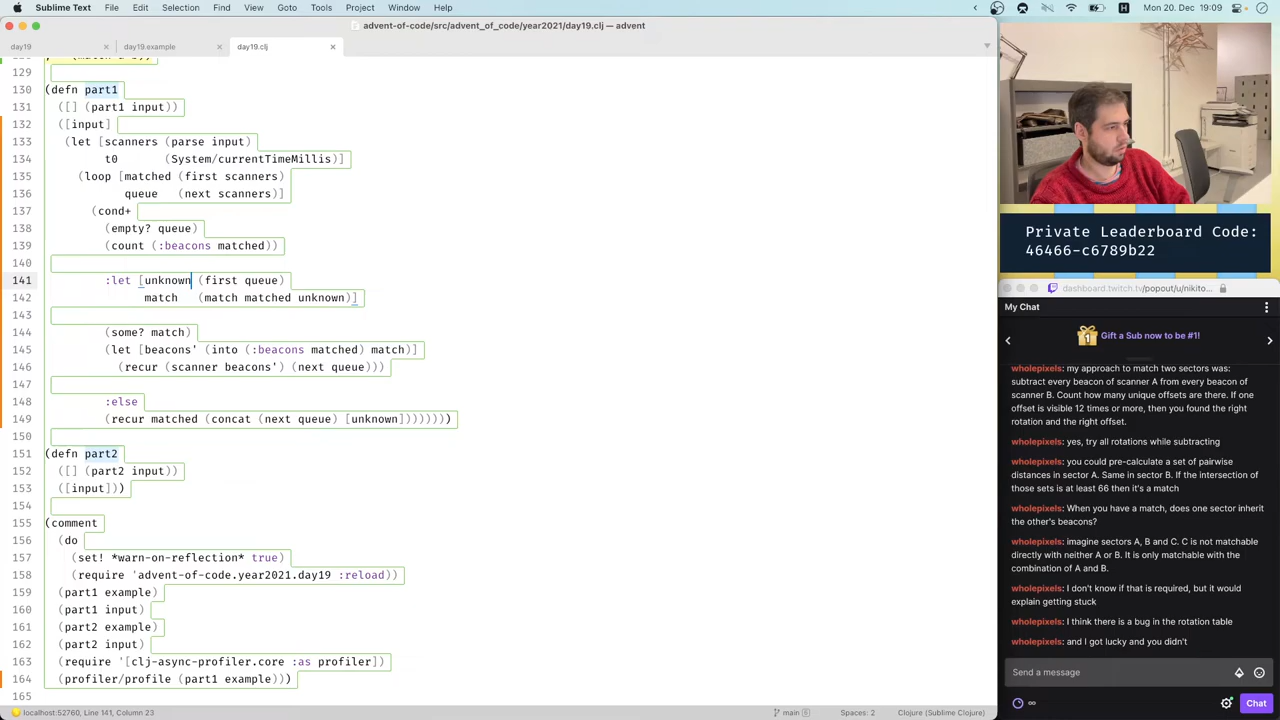 Sublime Text File Edit Selection Find View Goto Tools Project Window Help
Mon 20. Dec 19:09
advent-of-code/src/advent_of_code/year2021/day19.clj — advent
day19
day19.example
day19.clj
129
130 (defn part1
131 ([] (part1 input))
132 ([input]
133 (let [scanners (parse input)
134 t0 (System/currentTimeMillis)]
135 (loop [matched (first scanners)
136 queue (next scanners)]
137 (cond+
138 (empty? queue)
139 (count (:beacons matched))
140
141 :let [unknown (first queue)
142 match (match matched unknown)]
143
144 (some? match)
145 (let [beacons' (into (:beacons matched) match)]
146 (recur (scanner beacons') (next queue)))
147
148 :else
149 (recur matched (concat (next queue) [unknown]))))))))
150
151 (defn part2
152 ([] (part2 input))
153 ([input]))
154
155 (comment
156 (do
157 (set! *warn-on-reflection* true)
158 (require 'advent-of-code.year2021.day19 :reload))
159 (part1 example)
160 (part1 input)
161 (part2 example)
162 (part2 input)
163 (require '[clj-async-profiler.core :as profiler])
164 (profiler/profile (part1 example)))
165
localhost:52760, Line 141, Column 23
main 6
Spaces: 2
Clojure (Sublime Clojure)
Private Leaderboard Code:
46466-c6789b22
dashboard.twitch.tv/popout/u/nikito...
My Chat
Gift a Sub now to be #1!
wholepixels: my approach to match two sectors was:
subtract every beacon of scanner A from every beacon of
scanner B. Count how many unique offsets are there. If one
offset is visible 12 times or more, then you found the right
rotation and the right offset.
wholepixels: yes, try all rotations while subtracting
wholepixels: you could pre-calculate a set of pairwise
distances in sector A. Same in sector B. If the intersection of
those sets is at least 66 then it's a match
wholepixels: When you have a match, does one sector inherit
the other's beacons?
wholepixels: imagine sectors A, B and C. C is not matchable
directly with neither A or B. It is only matchable with the
combination of A and B.
wholepixels: I don't know if that is required, but it would
explain getting stuck
wholepixels: I think there is a bug in the rotation table
wholepixels: and I got lucky and you didn't
Send a message
Chat